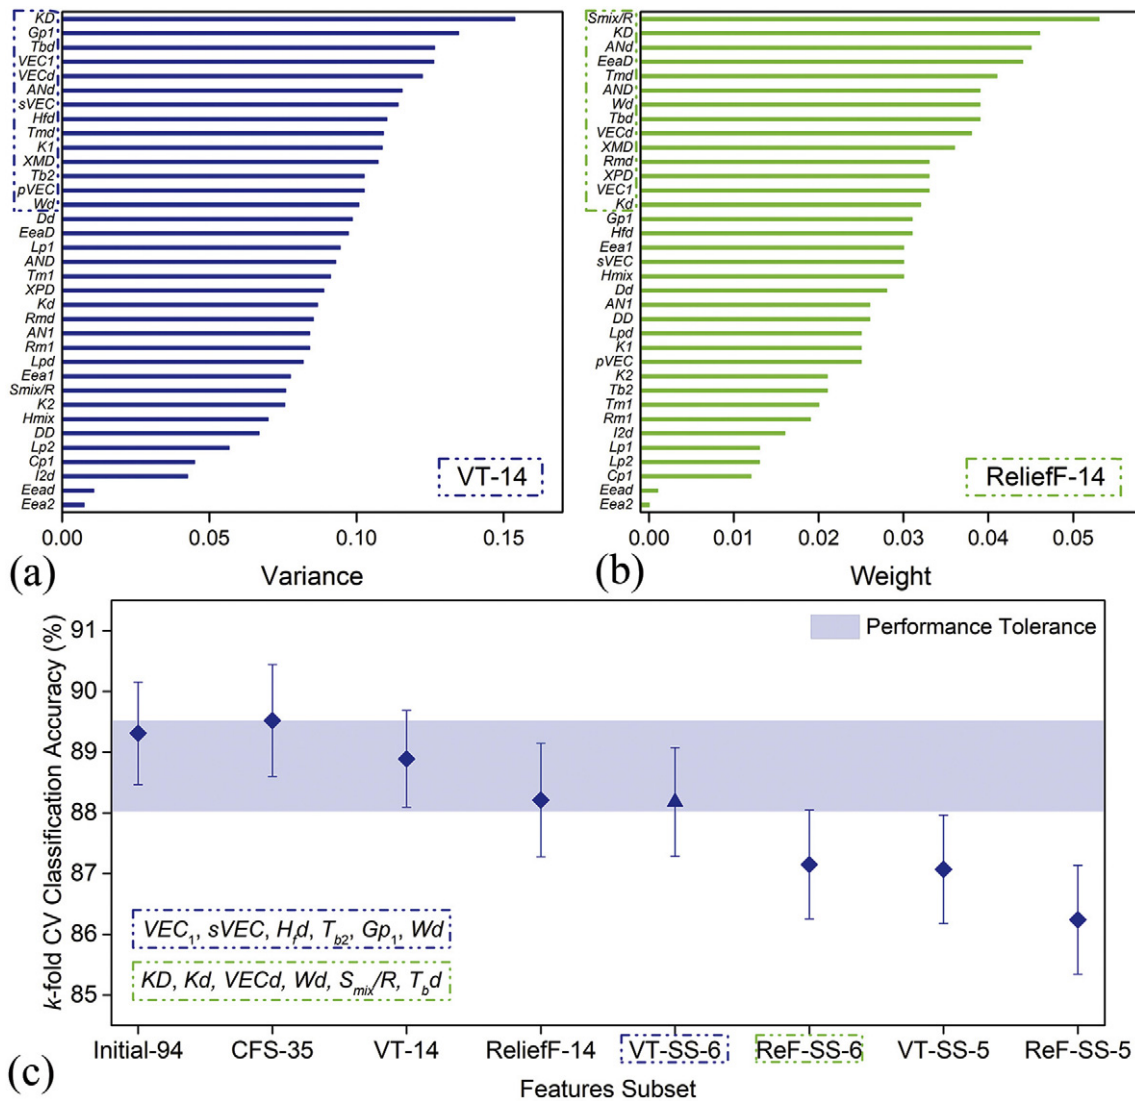 KD
Gp1
Tbd
VEC1
VECd
ANd
sVEC
Hfd
Tmd
K1
XMD
Tb2
pVEC
Wd
Dd
EeaD
Lp1
AND
Tm1
XPD
Kd
Rmd
AN1
Rm1
Lpd
Eea1
Smix/R
K2
Hmix
DD
Lp2
Cp1
I2d
Eead
Eea2
VT-14
0.00 0.05 0.10 0.15
(a) Variance
Smix/R
KD
ANd
EeaD
Tmd
AND
Wd
Tbd
VECd
XMD
Rmd
XPD
VEC1
Kd
Gp1
Hfd
Eea1
sVEC
Hmix
Dd
AN1
DD
Lpd
K1
pVEC
K2
Tb2
Tm1
Rm1
I2d
Lp1
Lp2
Cp1
Eead
Eea2
ReliefF-14
0.00 0.01 0.02 0.03 0.04 0.05
(b) Weight
k-fold CV Classification Accuracy (%)
91
90
89
88
87
86
85
Performance Tolerance
VEC₁, sVEC, H_fd, T_b2, Gp₁, Wd
KD, Kd, VECd, Wd, S_mix/R, T_bd
Initial-94 CFS-35 VT-14 ReliefF-14 VT-SS-6 ReF-SS-6 VT-SS-5 ReF-SS-5
(c) Features Subset